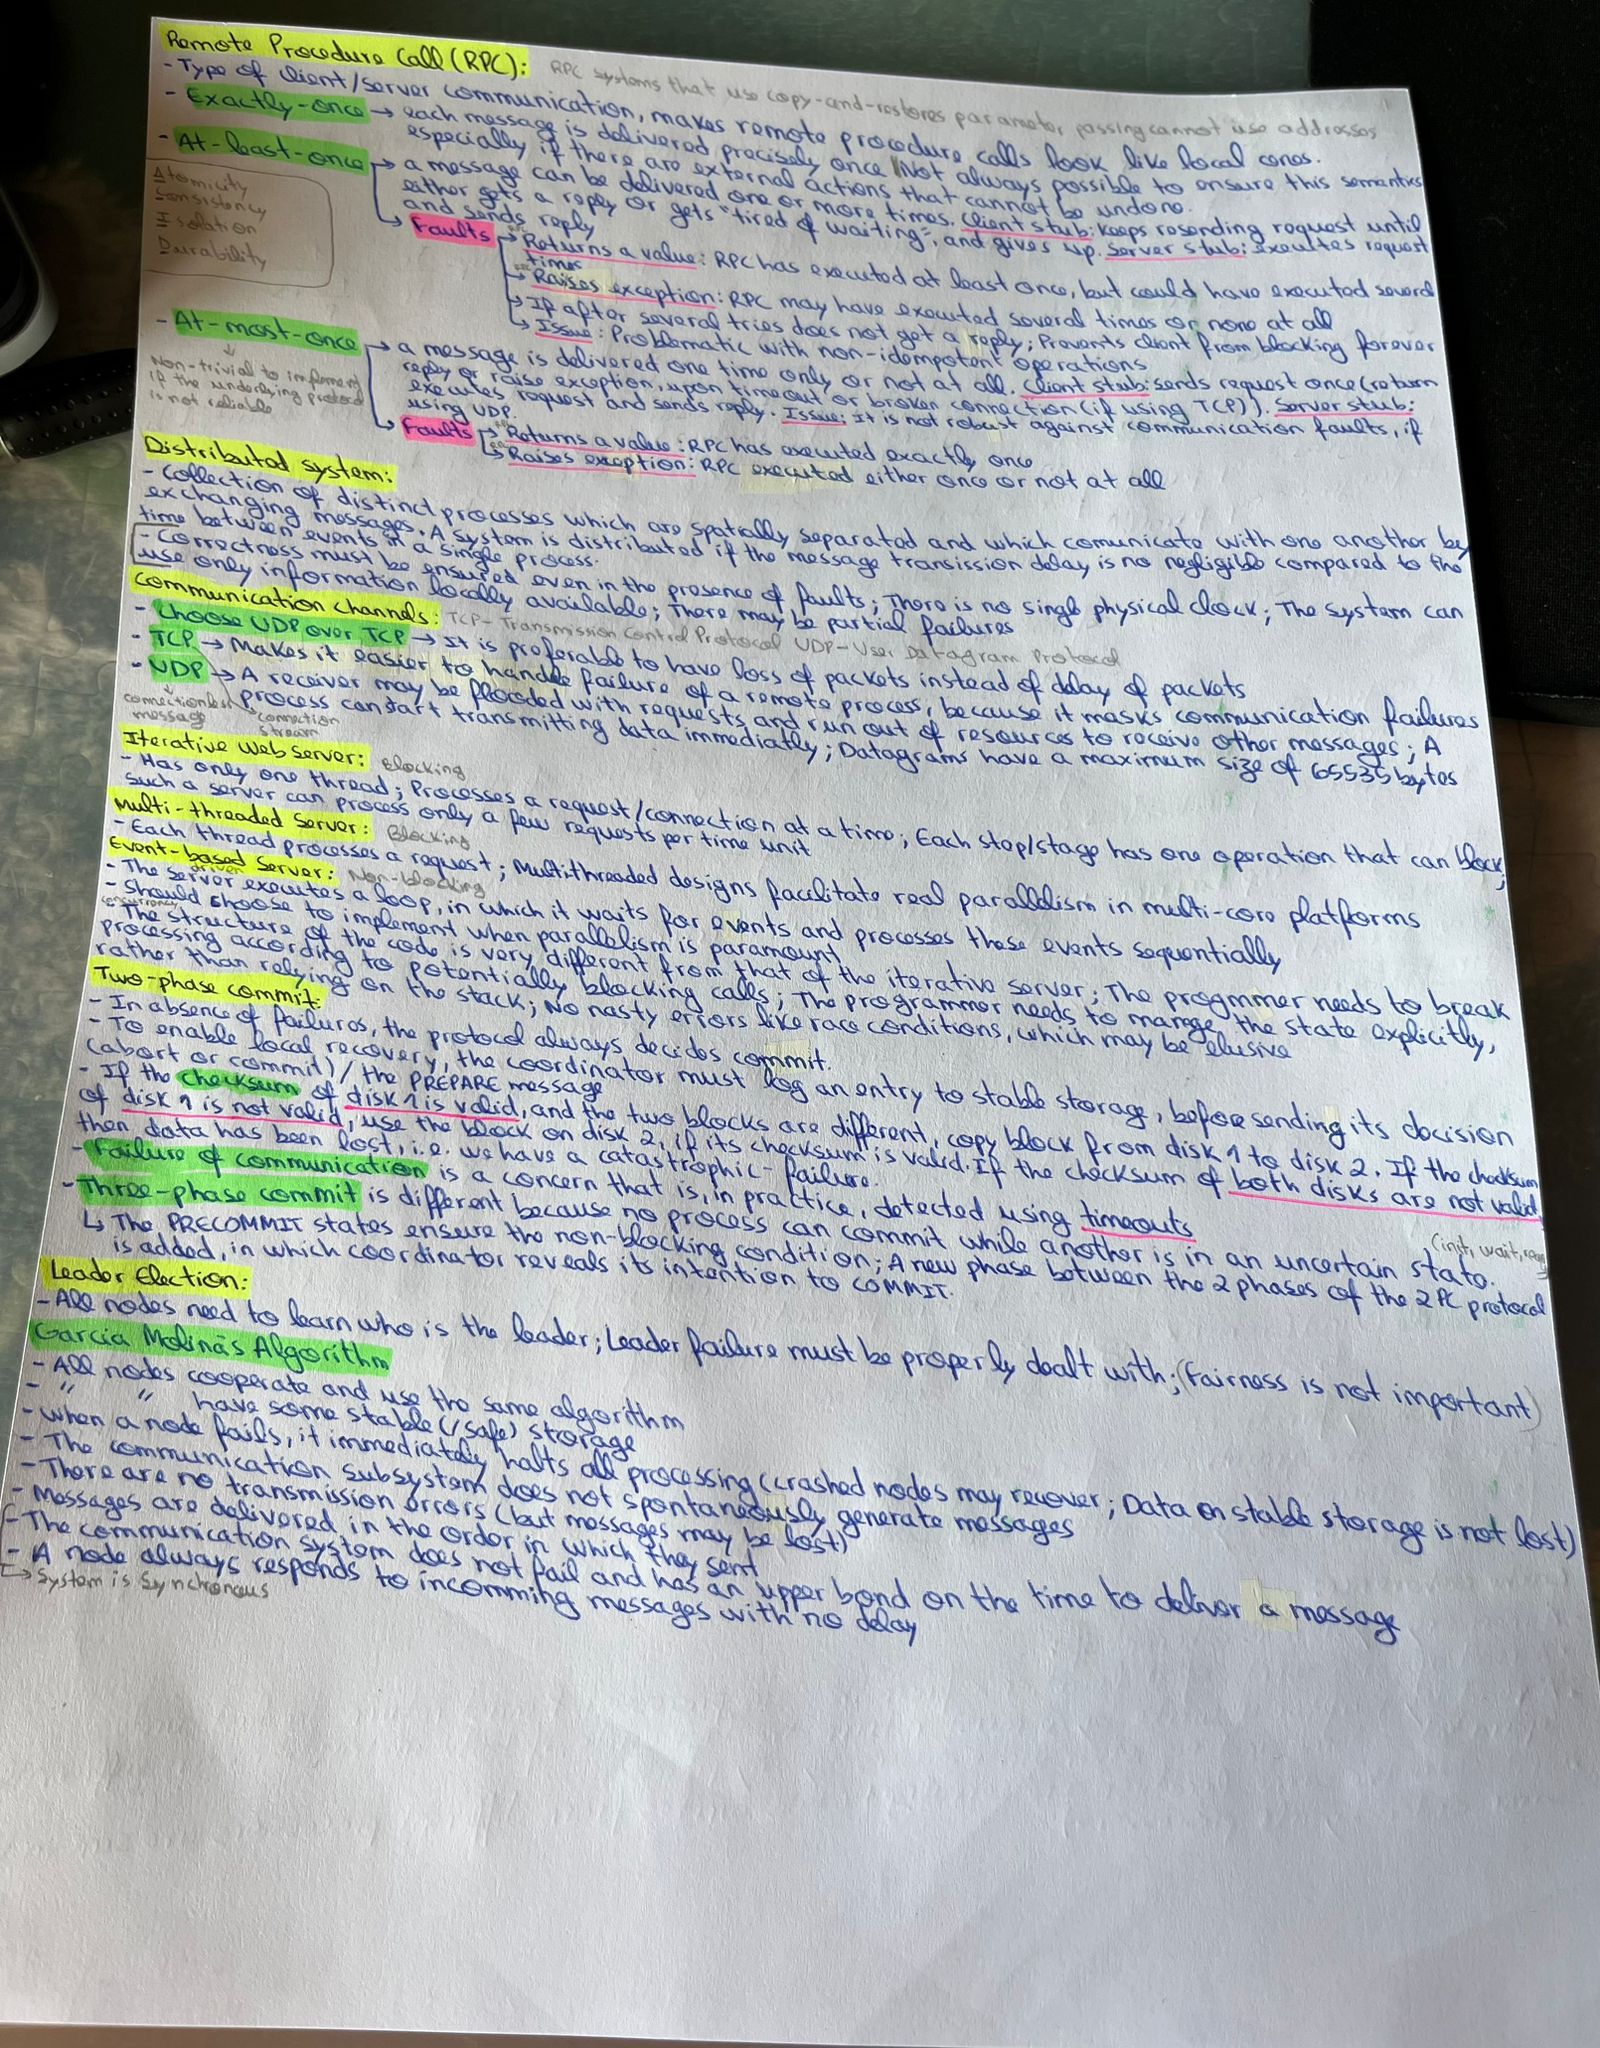 Remote Procedure Call (RPC): RPC systems that use copy-and-restores parameter passing cannot use addresses
- Type of client/server communication, makes remote procedure calls look like local cones.
- Exactly-once → each message is delivered precisely once. Not always possible to ensure this semantics
especially if there are external actions that cannot be undone.
- At-least-once → a message can be delivered one or more times. Client stub: keeps resending request until
either gets a reply or gets "tired of waiting", and gives up. Server stub: executes request
and sends reply
Atomicity
Consistency
Isolation
Durability
Faults → Returns a value: RPC has executed at least once, but could have executed several
times
Raises exception: RPC may have executed several times or none at all
If after several tries does not get a reply; Prevents client from blocking forever
Issue: Problematic with non-idempotent operations
- At-most-once → a message is delivered one time only or not at all. Client stub: sends request once (return
reply or raise exception, upon timeout or broken connection (if using TCP)). Server stub:
executes request and sends reply. Issue: It is not robust against communication faults, if
using UDP.
Non-trivial to implement
if the underlying protocol
is not reliable
Faults → Returns a value: RPC has executed exactly once
Raises exception: RPC executed either once or not at all
Distributed system:
- Collection of distinct processes which are spatially separated and which comunicate with one another by
exchanging messages. A system is distributed if the message transission delay is no negligible compared to the
time between events in a single process.
- Correctness must be ensured even in the presence of faults; There is no single physical clock; The system can
use only information locally available; There may be partial failures
Communication channels: TCP - Transmission Control Protocol UDP - User Datagram Protocol
- Choose UDP over TCP → It is preferable to have loss of packets instead of delay of packets
- TCP → Makes it easier to handle failure of a remote process, because it masks communication failures
- UDP → A receiver may be flooded with requests and run out of resources to receive other messages; A
process can start transmitting data immediatly; Datagrams have a maximum size of 65535 bytes
connectionless
message
connection
stream
Iterative Web server: Blocking
- Has only one thread; Processes a request/connection at a time; Each step/stage has one operation that can block;
such a server can process only a few requests per time unit
Multi-threaded Server: Blocking
- Each thread processes a request; Multithreaded designs facilitate real parallelism in multi-core platforms
Event-based Server: Non-blocking
driven
- The server executes a loop, in which it waits for events and processes these events sequentially
- Should choose to implement when parallelism is paramount
concurrency
- The structure of the code is very different from that of the iterative server; The progmmer needs to break
processing according to potentially blocking calls; The programmer needs to manage the state explicitly,
rather than relying on the stack; No nasty errors like race conditions, which may be elusive
Two-phase commit:
- In absence of failures, the protocol always decides commit.
- To enable local recovery, the coordinator must log an entry to stable storage, before sending its decision
(abort or commit)/ the PREPARE message
- If the checksum of disk 1 is valid, and the two blocks are different, copy block from disk 1 to disk 2. If the checksum
of disk 1 is not valid, use the block on disk 2, if its checksum is valid. If the checksum of both disks are not valid,
then data has been lost, i.e. we have a catastrophic failure.
- Failure of communication is a concern that is, in practice, detected using timeouts
- Three-phase commit is different because no process can commit while another is in an uncertain state.
(init, wait,
↳ The PRECOMMIT states ensure the non-blocking condition; A new phase between the 2 phases of the 2PC protocol
is added, in which coordinator reveals its intention to COMMIT.
Leader Election:
- All nodes need to learn who is the leader; Leader failure must be properly dealt with; (Fairness is not important)
Garcia Molina's Algorithm
- All nodes cooperate and use the same algorithm
- " " have some stable (/safe) storage
- When a node fails, it immediately halts all processing (crashed nodes may recover; Data on stable storage is not lost)
- The communication subsystem does not spontaneously generate messages
- There are no transmission errors (but messages may be lost)
- Messages are delivered in the order in which they sent
- The communication system does not fail and has an upper bond on the time to deliver a message
- A node always responds to incomming messages with no delay
↳ System is Synchronous